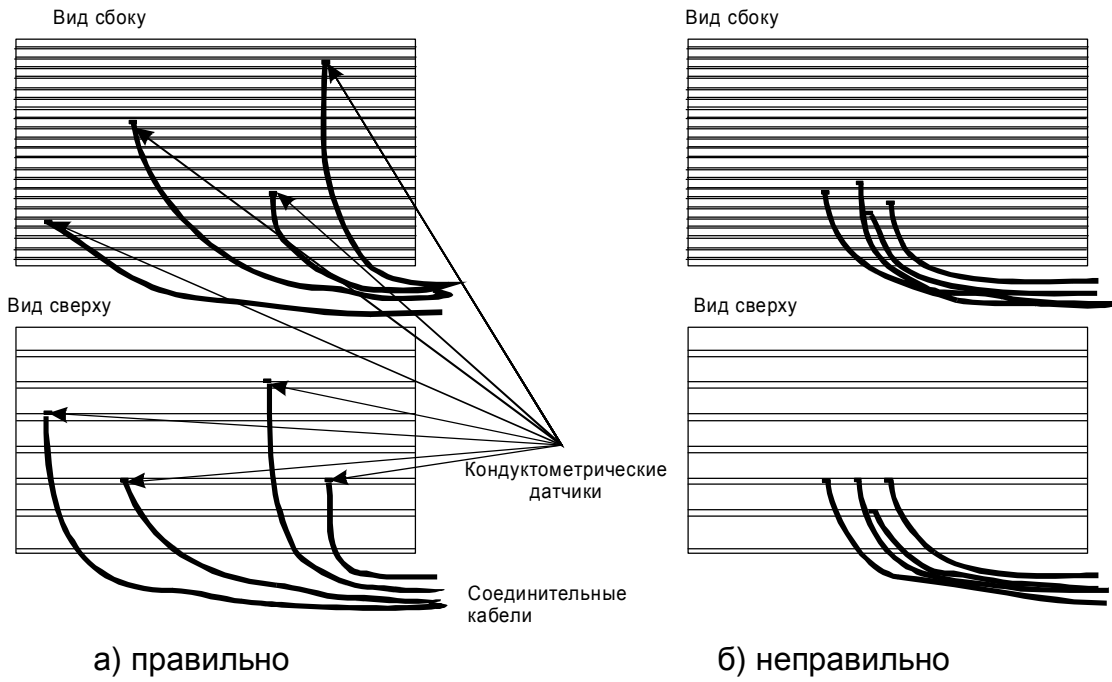 Вид сбоку
Вид сбоку
Вид сверху
Вид сверху
Кондуктометрические
датчики
Соединительные
кабели
а) правильно
б) неправильно